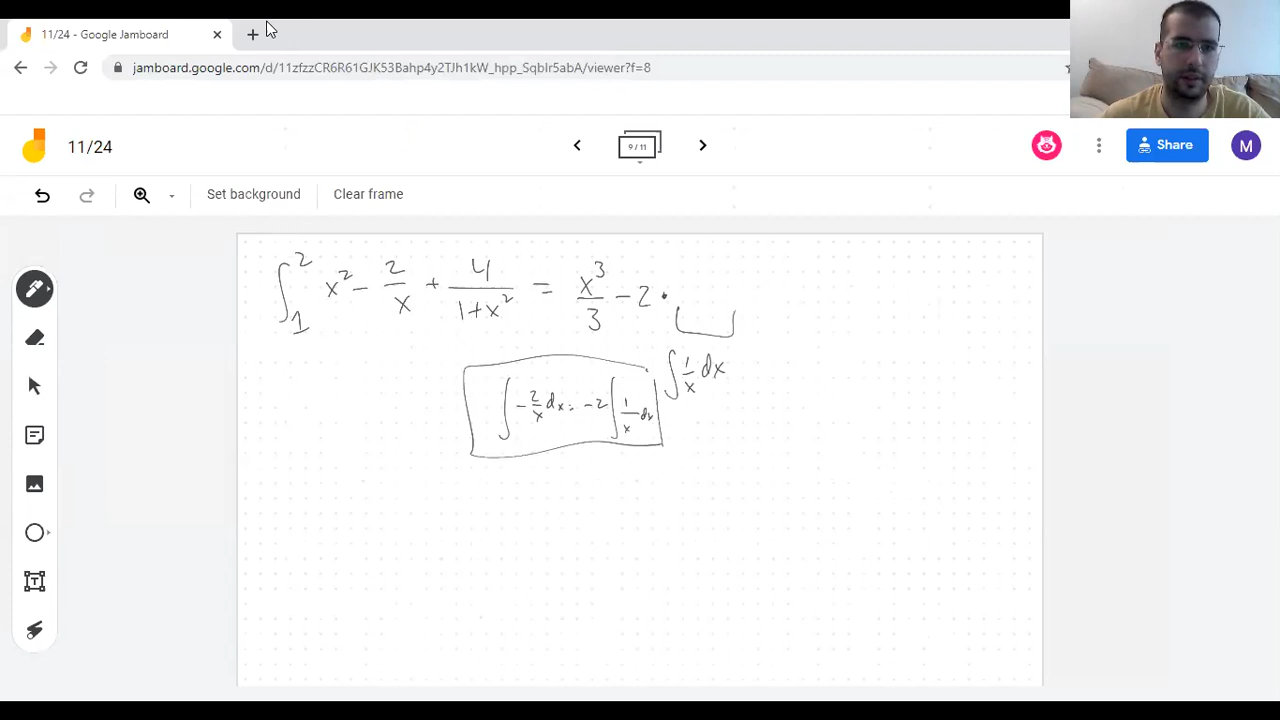 11/24 - Google Jamboard
jamboard.google.com/d/11zfzzCR6R61GJK53Bahp4y2TJh1kW_hpp_Sqblr5abA/viewer?f=8
11/24
9 / 11
Share
M
Set background
Clear frame
∫₁² x² - 2/x + 4/(1+x²) = x³/3 - 2 ·
∫ 1/x dx
∫ -2/x dx = -2 ∫ 1/x dx